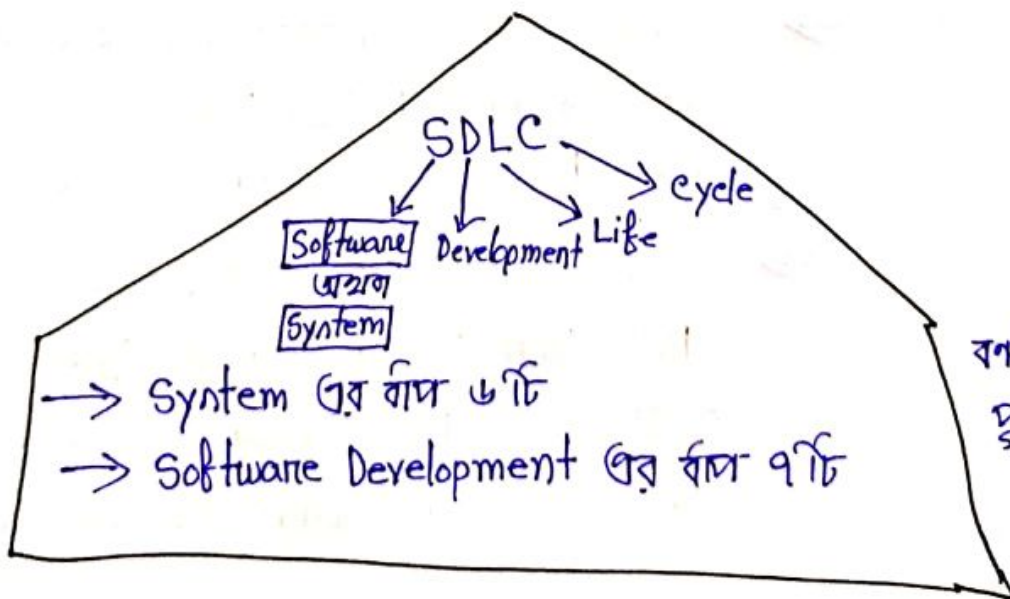 SDLC
Cycle
Software Development Life
অথবা
System
→ System এর ধাপ ৬টি
→ Software Development এর ধাপ ৭টি